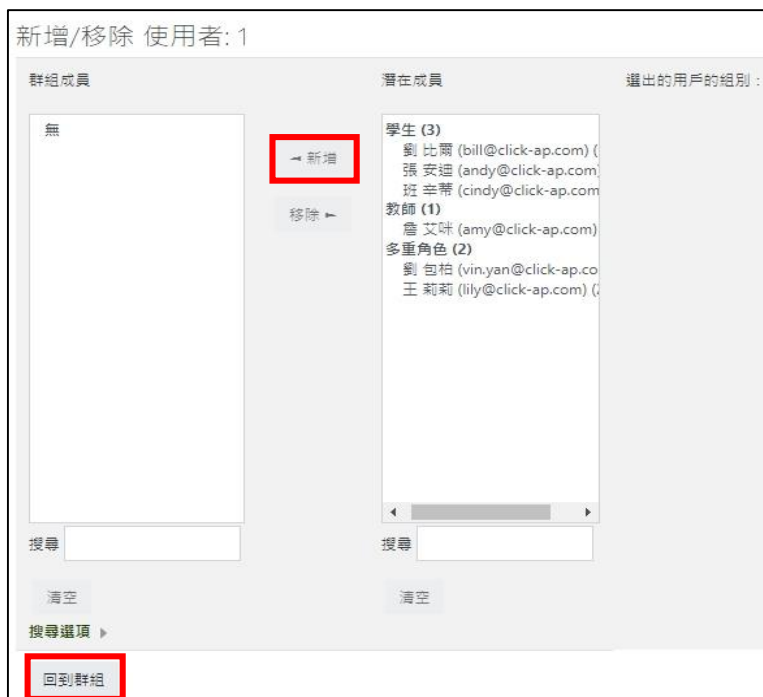 新增/移除 使用者: 1
群組成員
潛在成員
選出的用戶的組別：
無
新增
移除
學生 (3)
劉 比爾 (bill@click-ap.com) (
張 安迪 (andy@click-ap.com)
班 辛蒂 (cindy@click-ap.com
教師 (1)
詹 艾咪 (amy@click-ap.com)
多重角色 (2)
劉 包柏 (vin.yan@click-ap.co
王 莉莉 (lily@click-ap.com) (2
搜尋
搜尋
清空
清空
搜尋選項
回到群組